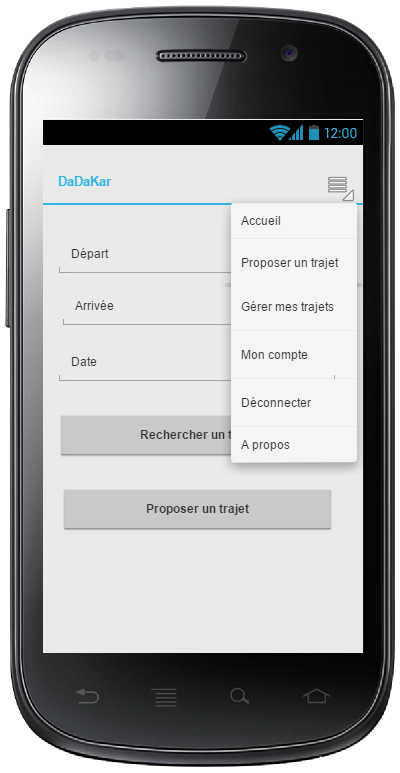 12:00
DaDaKar
Accueil
Départ
Proposer un trajet
Arrivée
Gérer mes trajets
Date
Mon compte
Déconnecter
Rechercher un t
A propos
Proposer un trajet